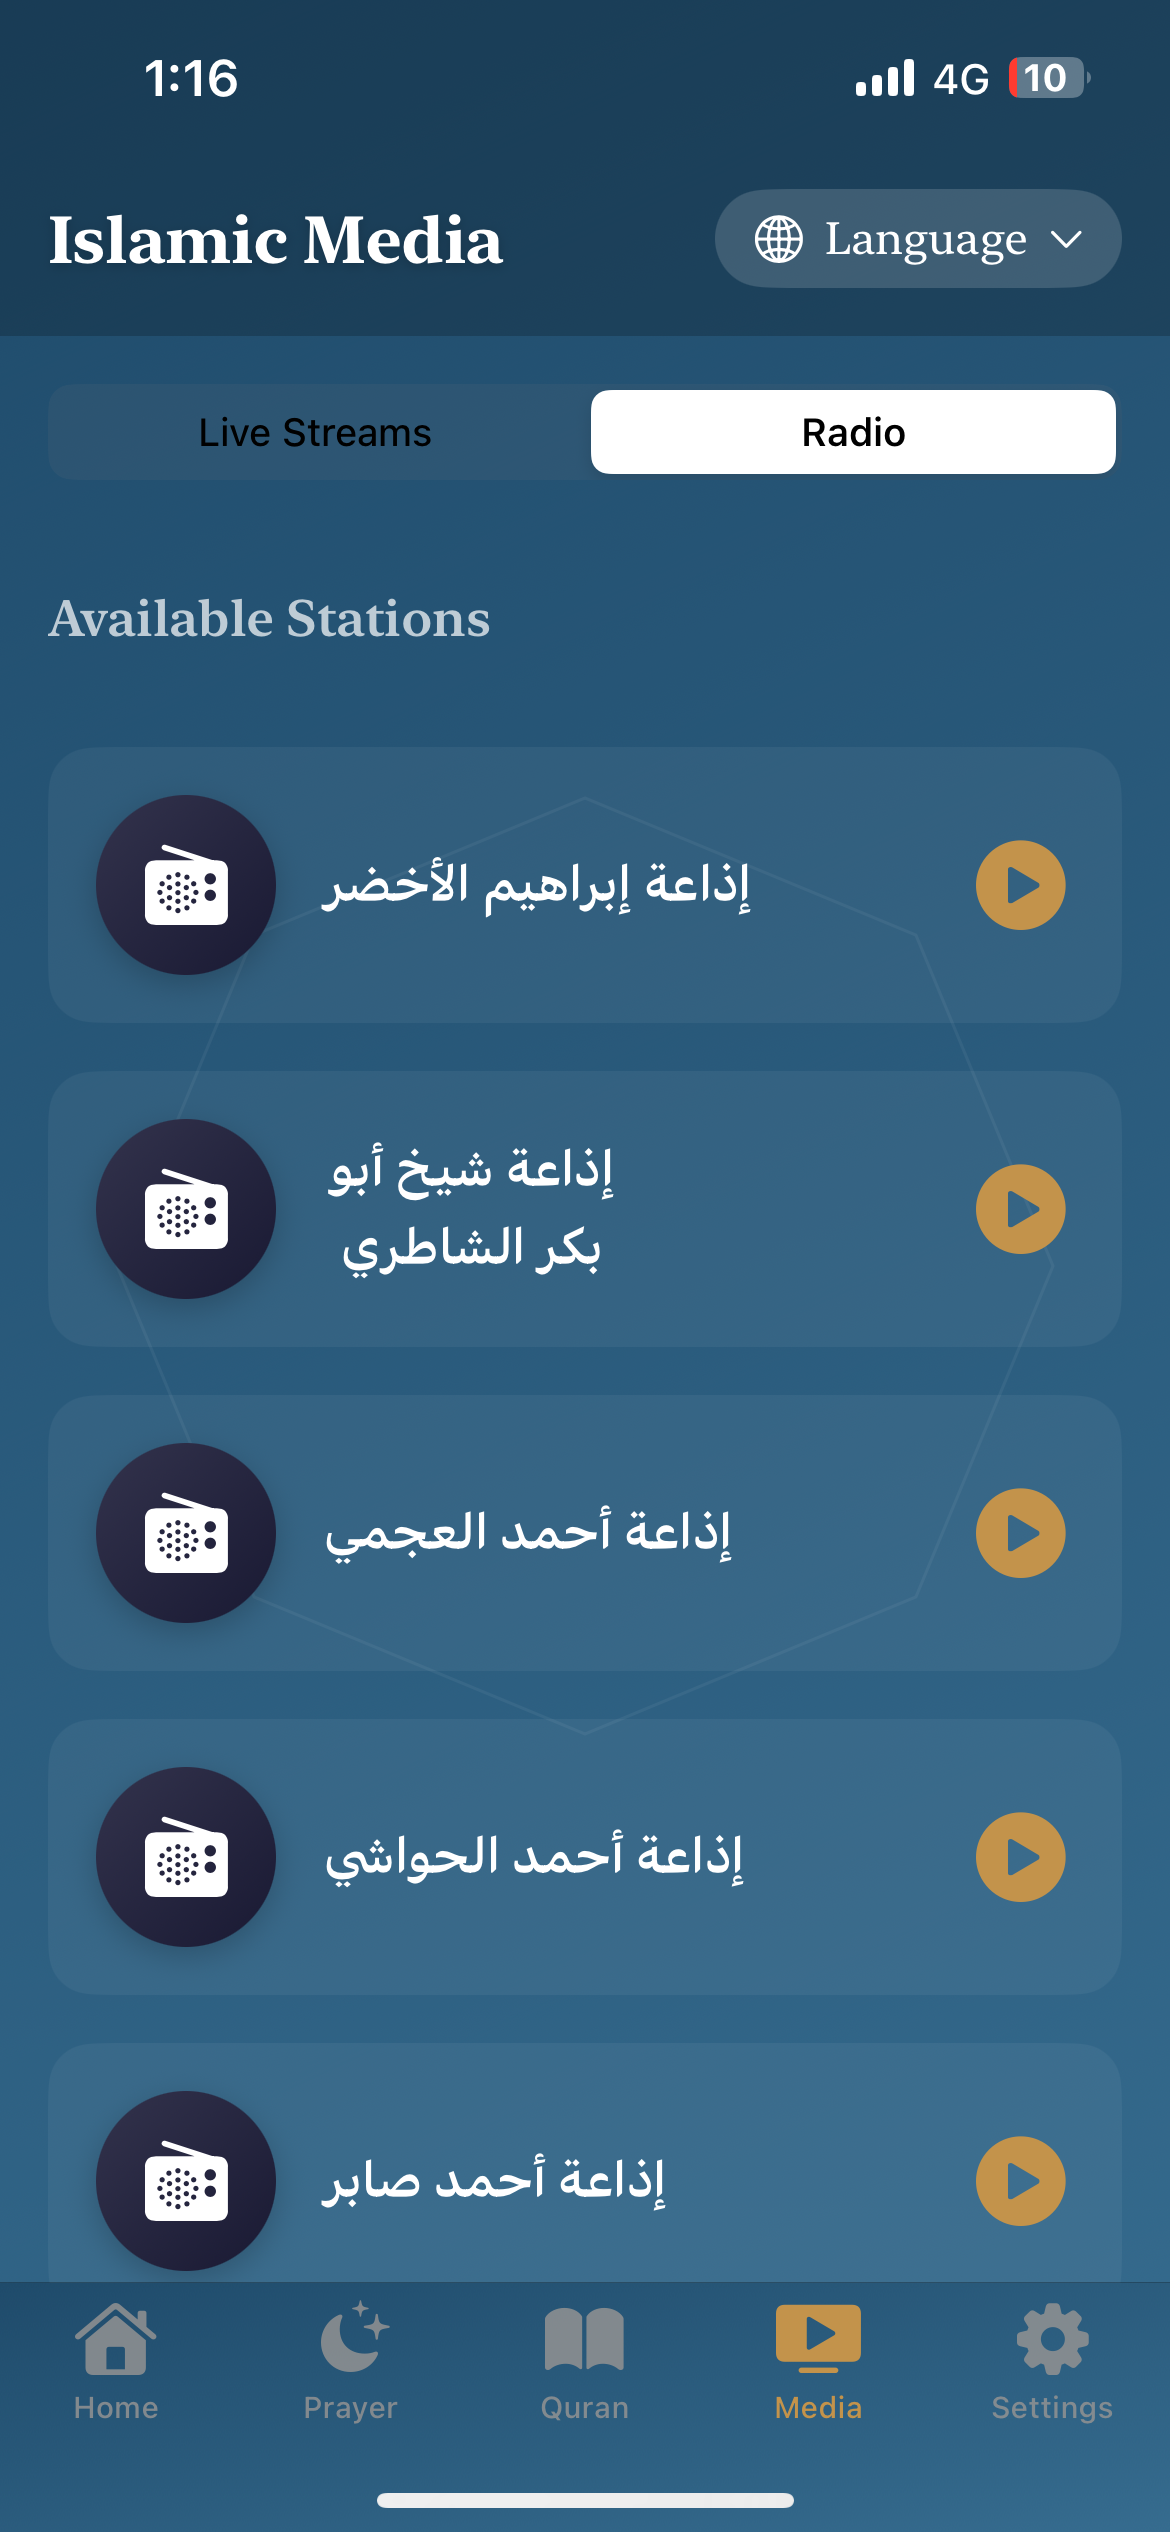 1:16
4G
10
Islamic Media
Language
Live Streams
Radio
Available Stations
إذاعة إبراهيم الأخضر
إذاعة شيخ أبو
بكر الشاطري
إذاعة أحمد العجمي
إذاعة أحمد الحواشي
إذاعة أحمد صابر
Home
Prayer
Quran
Media
Settings